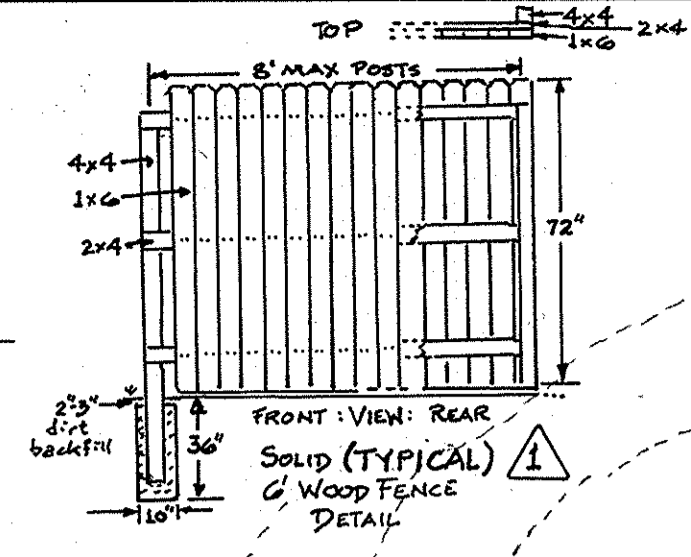 TOP
4x4
2x4
1x6
8' MAX POSTS
4x4
1x6
2x4
72"
2"-3"
dirt
backfill
36"
10"
FRONT : VIEW: REAR
SOLID (TYPICAL) 1
6' WOOD FENCE
DETAIL